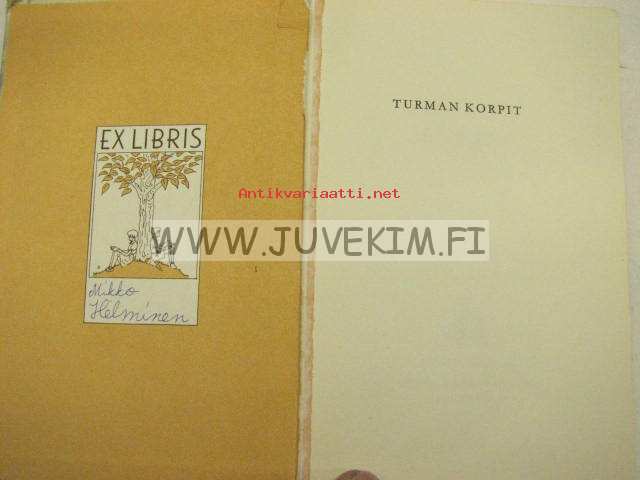 EX LIBRIS
Mikko
Helminen
TURMAN KORPIT
Antikvariaatti.net
WWW.JUVEKIM.FI